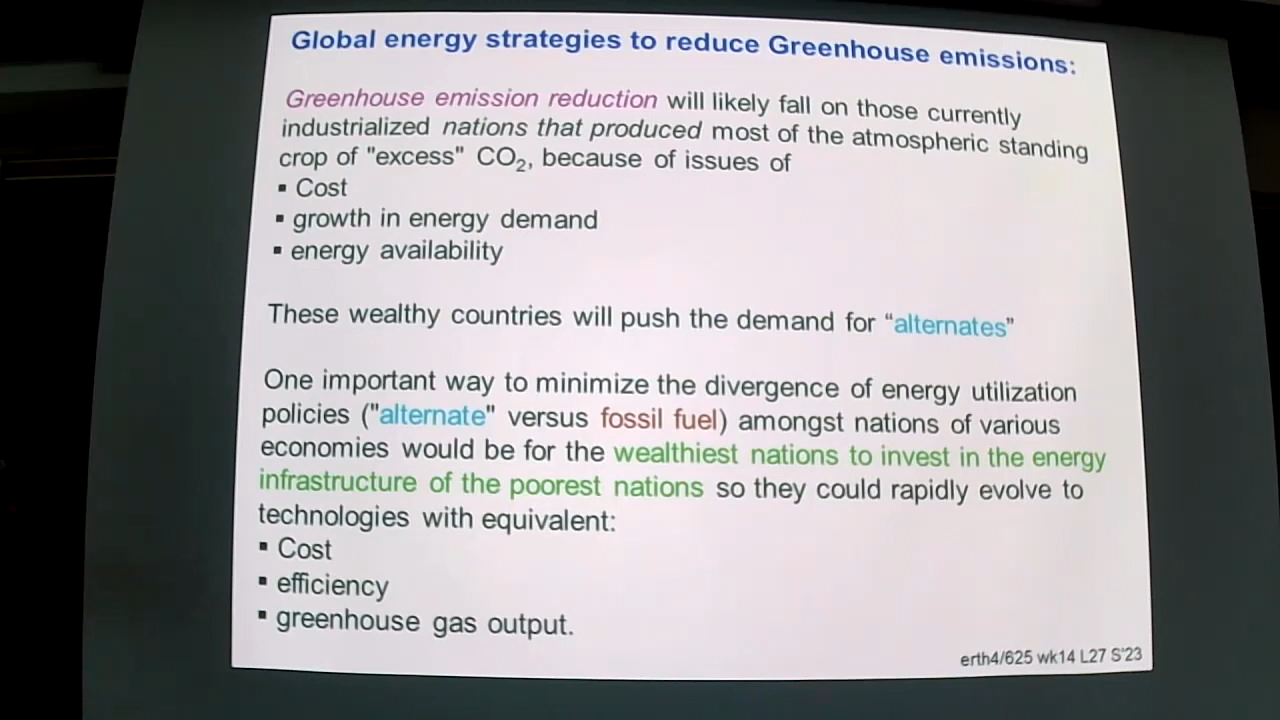 Global energy strategies to reduce Greenhouse emissions:
Greenhouse emission reduction will likely fall on those currently
industrialized nations that produced most of the atmospheric standing
crop of "excess" CO₂, because of issues of
▪ Cost
▪ growth in energy demand
▪ energy availability
These wealthy countries will push the demand for “alternates”
One important way to minimize the divergence of energy utilization
policies ("alternate" versus fossil fuel) amongst nations of various
economies would be for the wealthiest nations to invest in the energy
infrastructure of the poorest nations so they could rapidly evolve to
technologies with equivalent:
▪ Cost
▪ efficiency
▪ greenhouse gas output.
erth4/625 wk14 L27 S'23